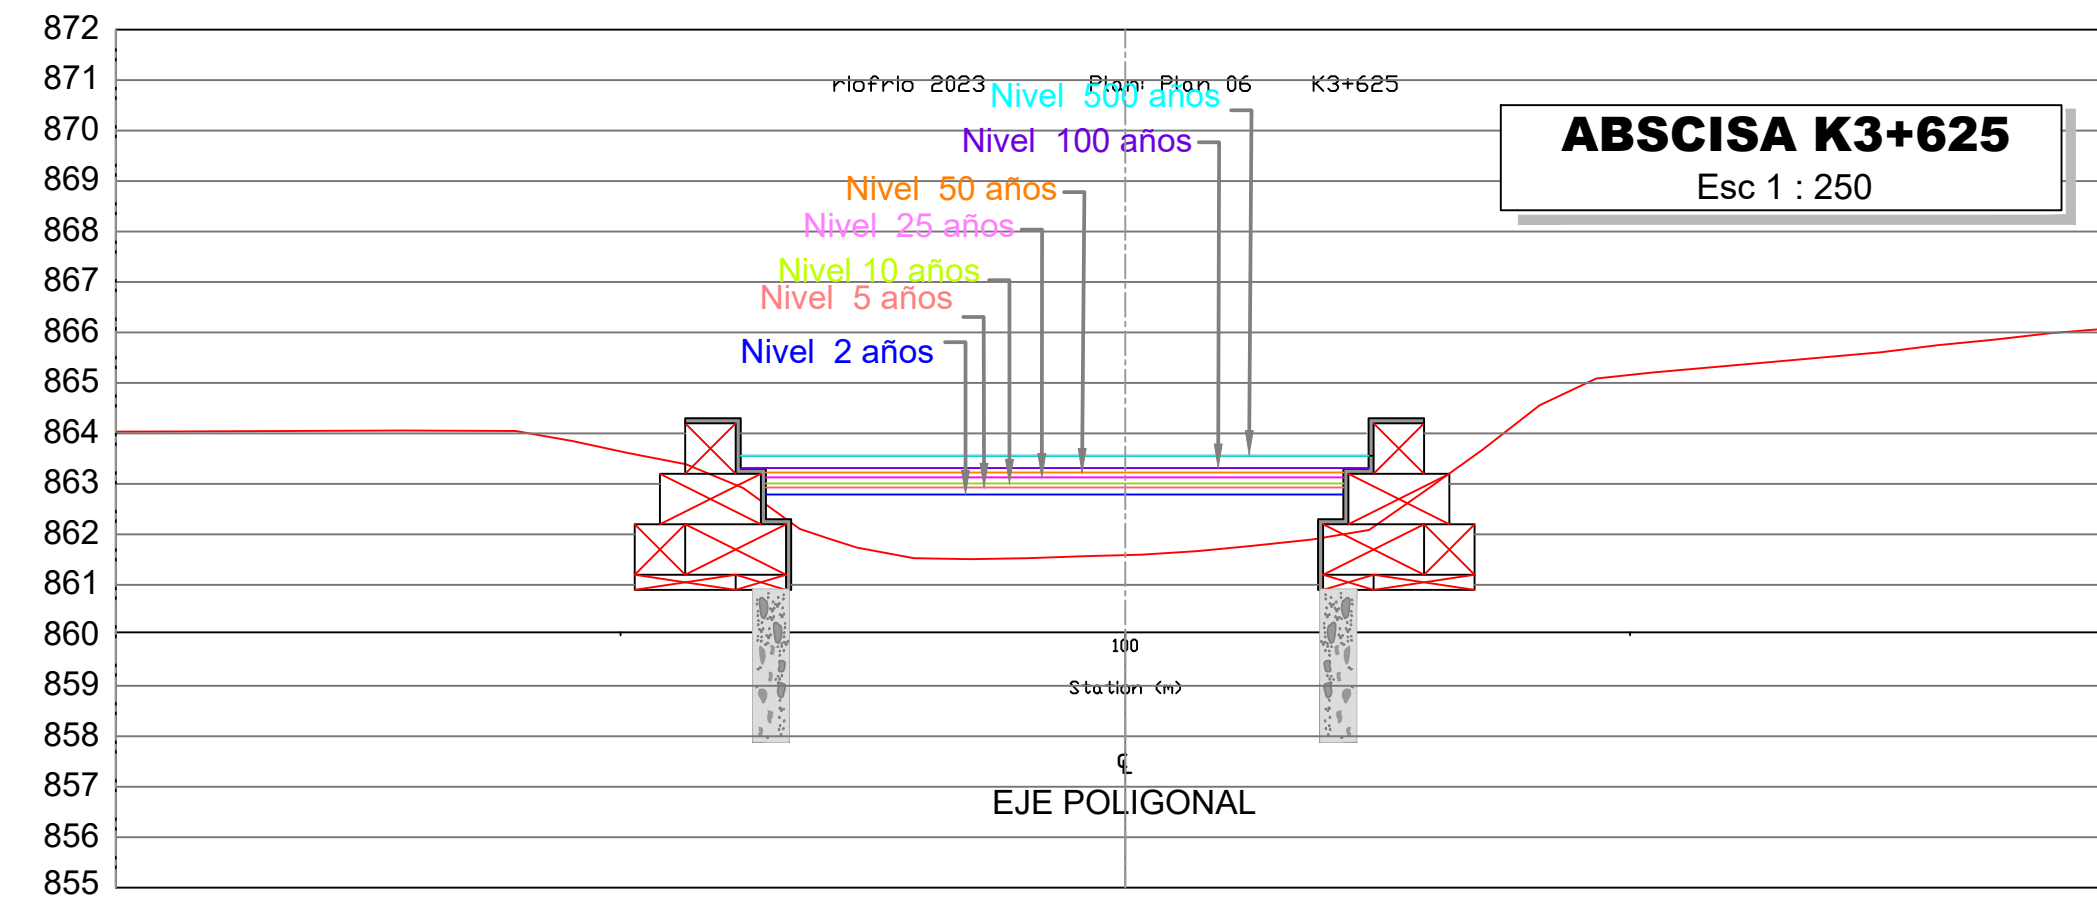 872
871
riofrio 2023 Plan: Plan 06 K3+625
Nivel 500 años
870
ABSCISA K3+625
Nivel 100 años
869
Nivel 50 años
Esc 1 : 250
868
Nivel 25 años
867
Nivel 10 años
Nivel 5 años
866
Nivel 2 años
865
864
863
862
861
860
100
859
Station (m)
858
℄
857
EJE POLIGONAL
856
855